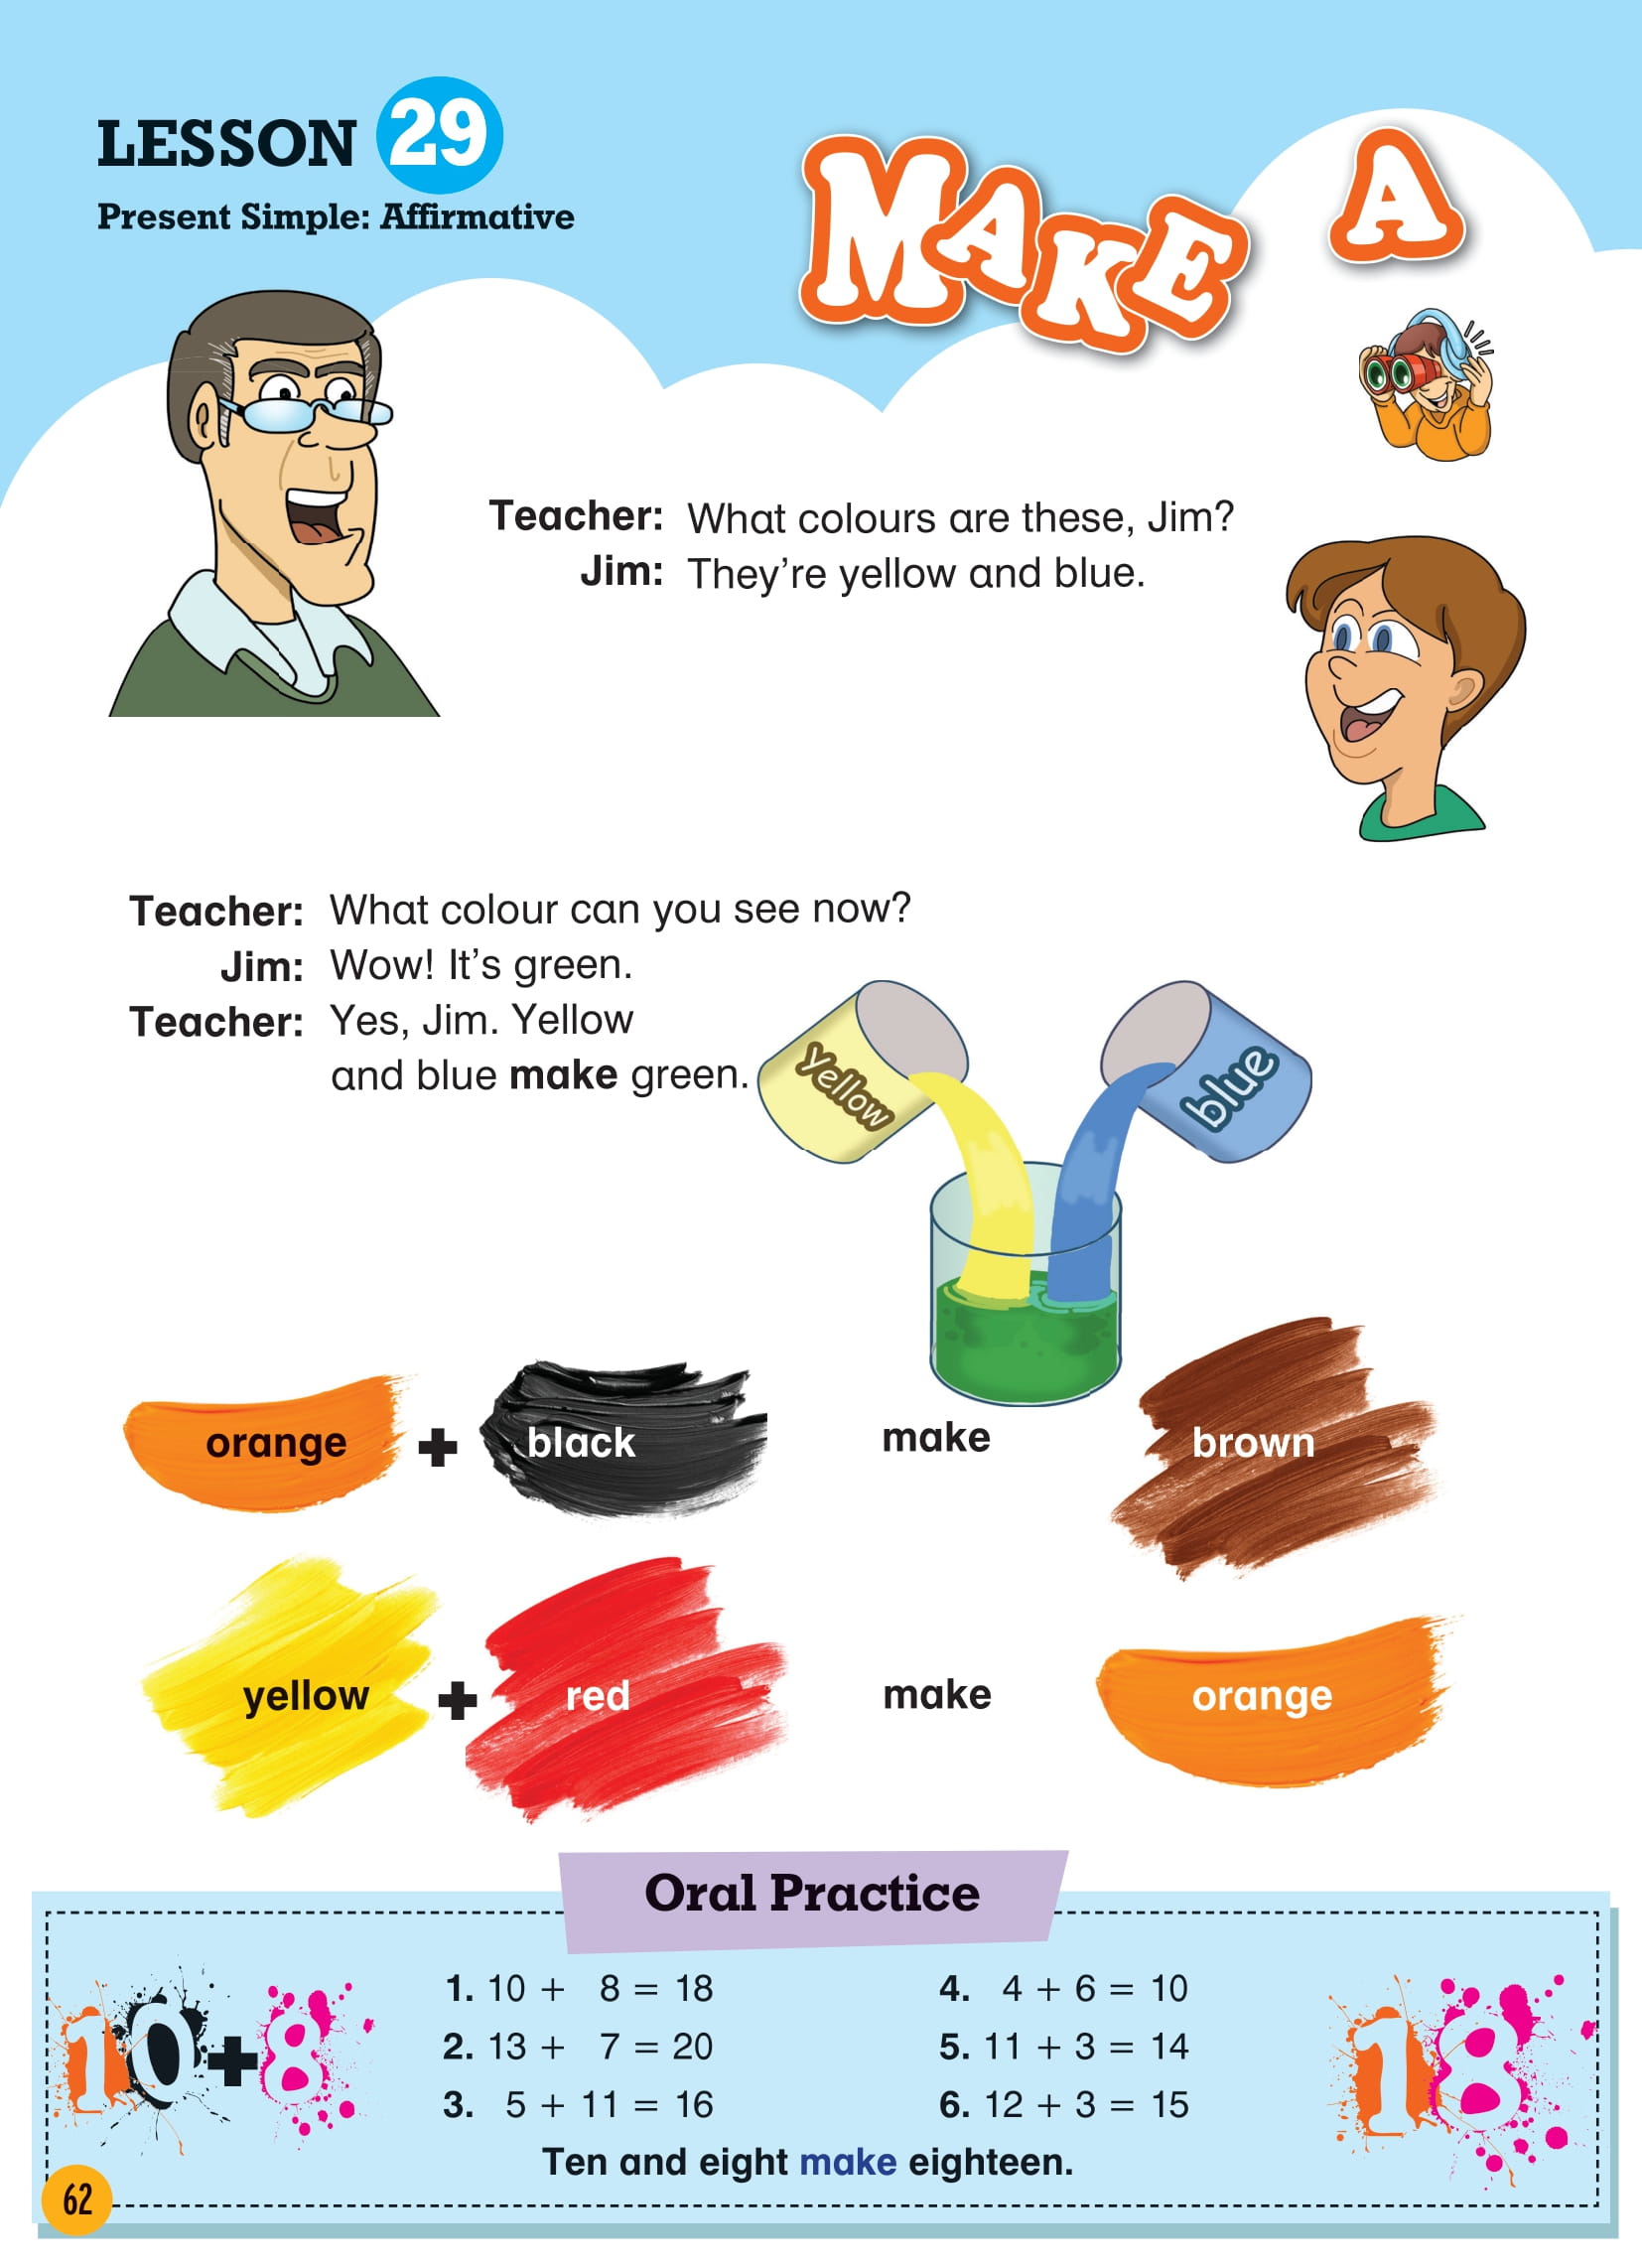 LESSON 29
Present Simple: Affirmative
MAKE A
Teacher: What colours are these, Jim?
Jim: They're yellow and blue.
Teacher: What colour can you see now?
Jim: Wow! It's green.
Teacher: Yes, Jim. Yellow
and blue make green.
Yellow
blue
orange + black make brown
yellow + red make orange
Oral Practice
10+8
1. 10 + 8 = 18
2. 13 + 7 = 20
3. 5 + 11 = 16
4. 4 + 6 = 10
5. 11 + 3 = 14
6. 12 + 3 = 15
18
Ten and eight make eighteen.
62